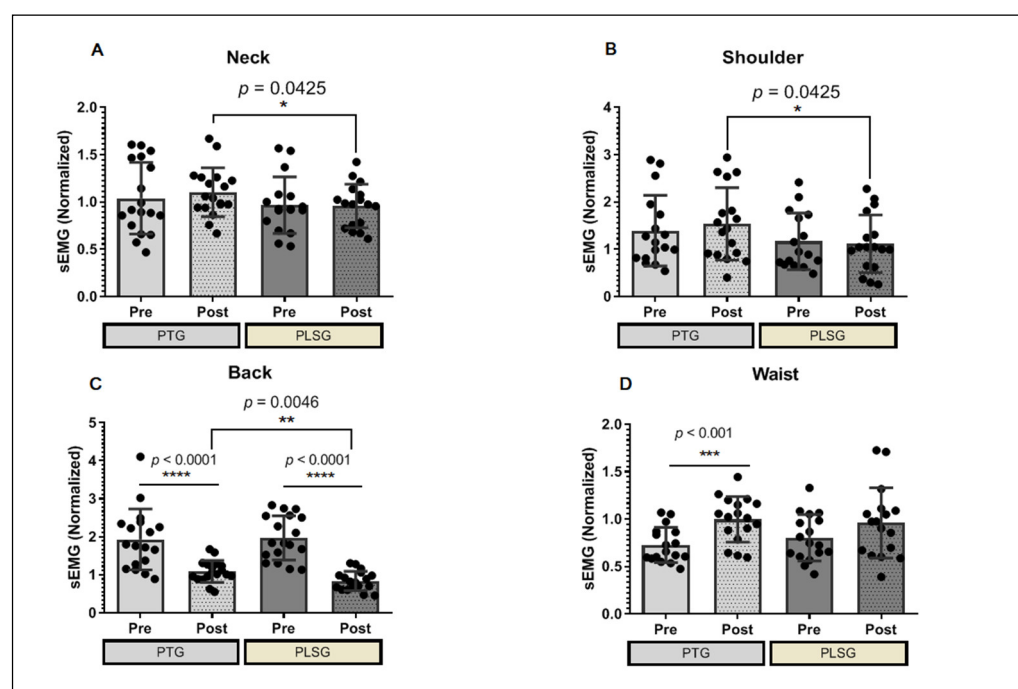 A
Neck
p = 0.0425
*
sEMG (Normalized)
2.0
1.5
1.0
0.5
0.0
Pre Post Pre Post
PTG PLSG
B
Shoulder
p = 0.0425
*
sEMG (Normalized)
4
3
2
1
0
Pre Post Pre Post
PTG PLSG
C
Back
p = 0.0046
**
p < 0.0001 p < 0.0001
**** ****
sEMG (Normalized)
5
4
3
2
1
0
Pre Post Pre Post
PTG PLSG
D
Waist
p < 0.001
***
sEMG (Normalized)
2.0
1.5
1.0
0.5
0.0
Pre Post Pre Post
PTG PLSG